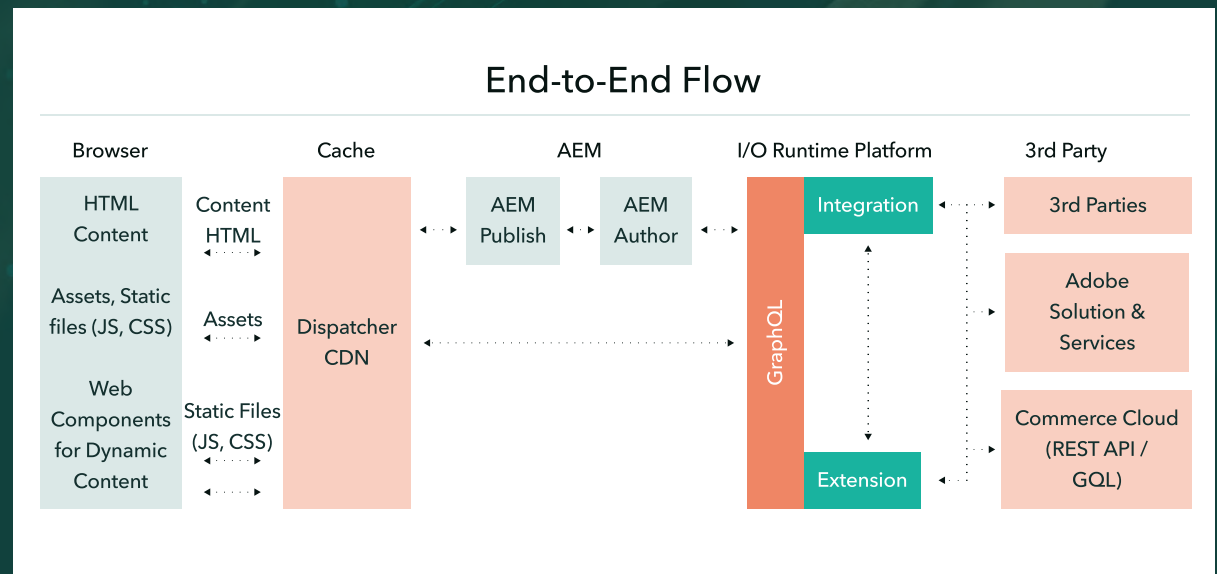 End-to-End Flow
Browser
Cache
AEM
I/O Runtime Platform
3rd Party
HTML
Content
Assets, Static
files (JS, CSS)
Web
Components
for Dynamic
Content
Content
HTML
Assets
Static Files
(JS, CSS)
Dispatcher
CDN
AEM
Publish
AEM
Author
GraphQL
Integration
Extension
3rd Parties
Adobe
Solution &
Services
Commerce Cloud
(REST API /
GQL)